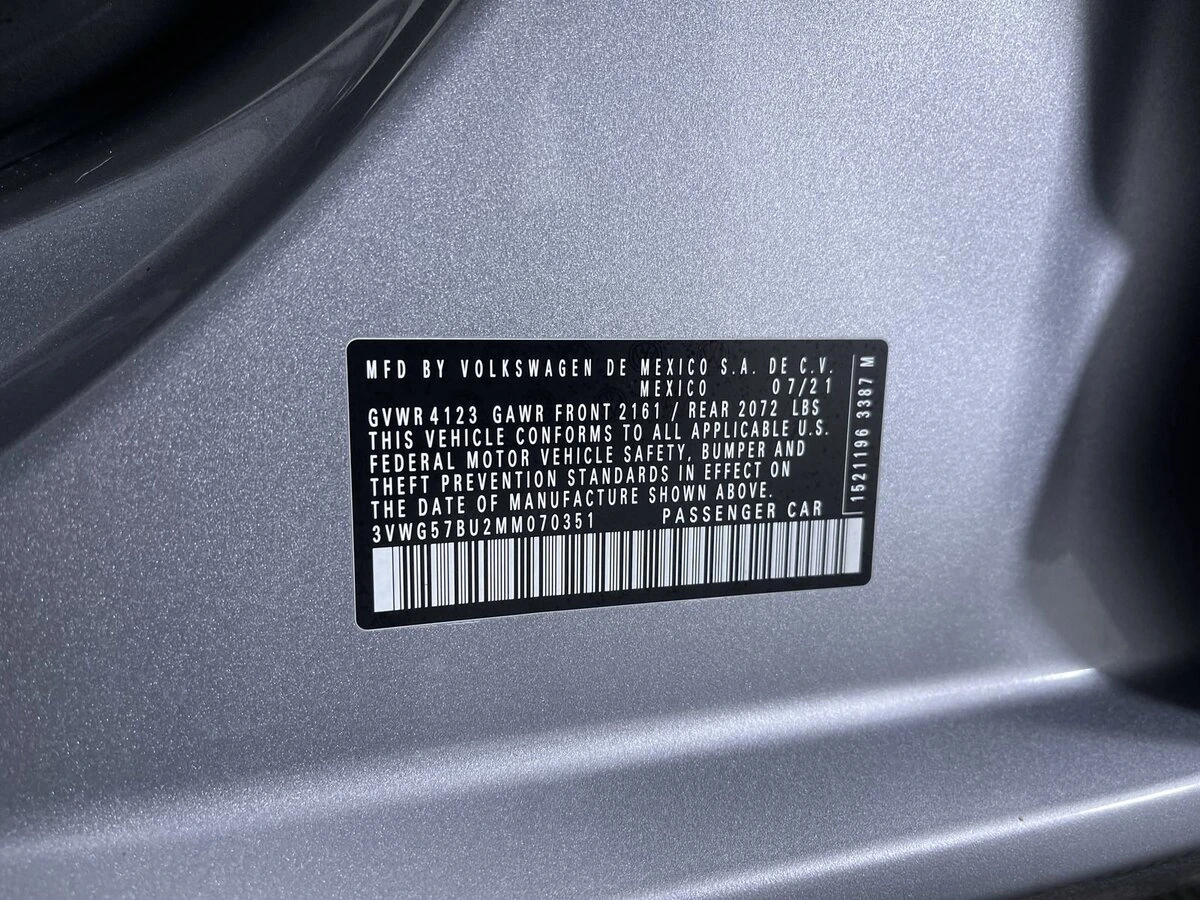 MFD BY VOLKSWAGEN DE MEXICO S.A. DE C.V.
MEXICO 07/21
GVWR 4123 GAWR FRONT 2161 / REAR 2072 LBS
THIS VEHICLE CONFORMS TO ALL APPLICABLE U.S.
FEDERAL MOTOR VEHICLE SAFETY, BUMPER AND
THEFT PREVENTION STANDARDS IN EFFECT ON
THE DATE OF MANUFACTURE SHOWN ABOVE.
3VWG57BU2MM070351 PASSENGER CAR
1521196 3387 M